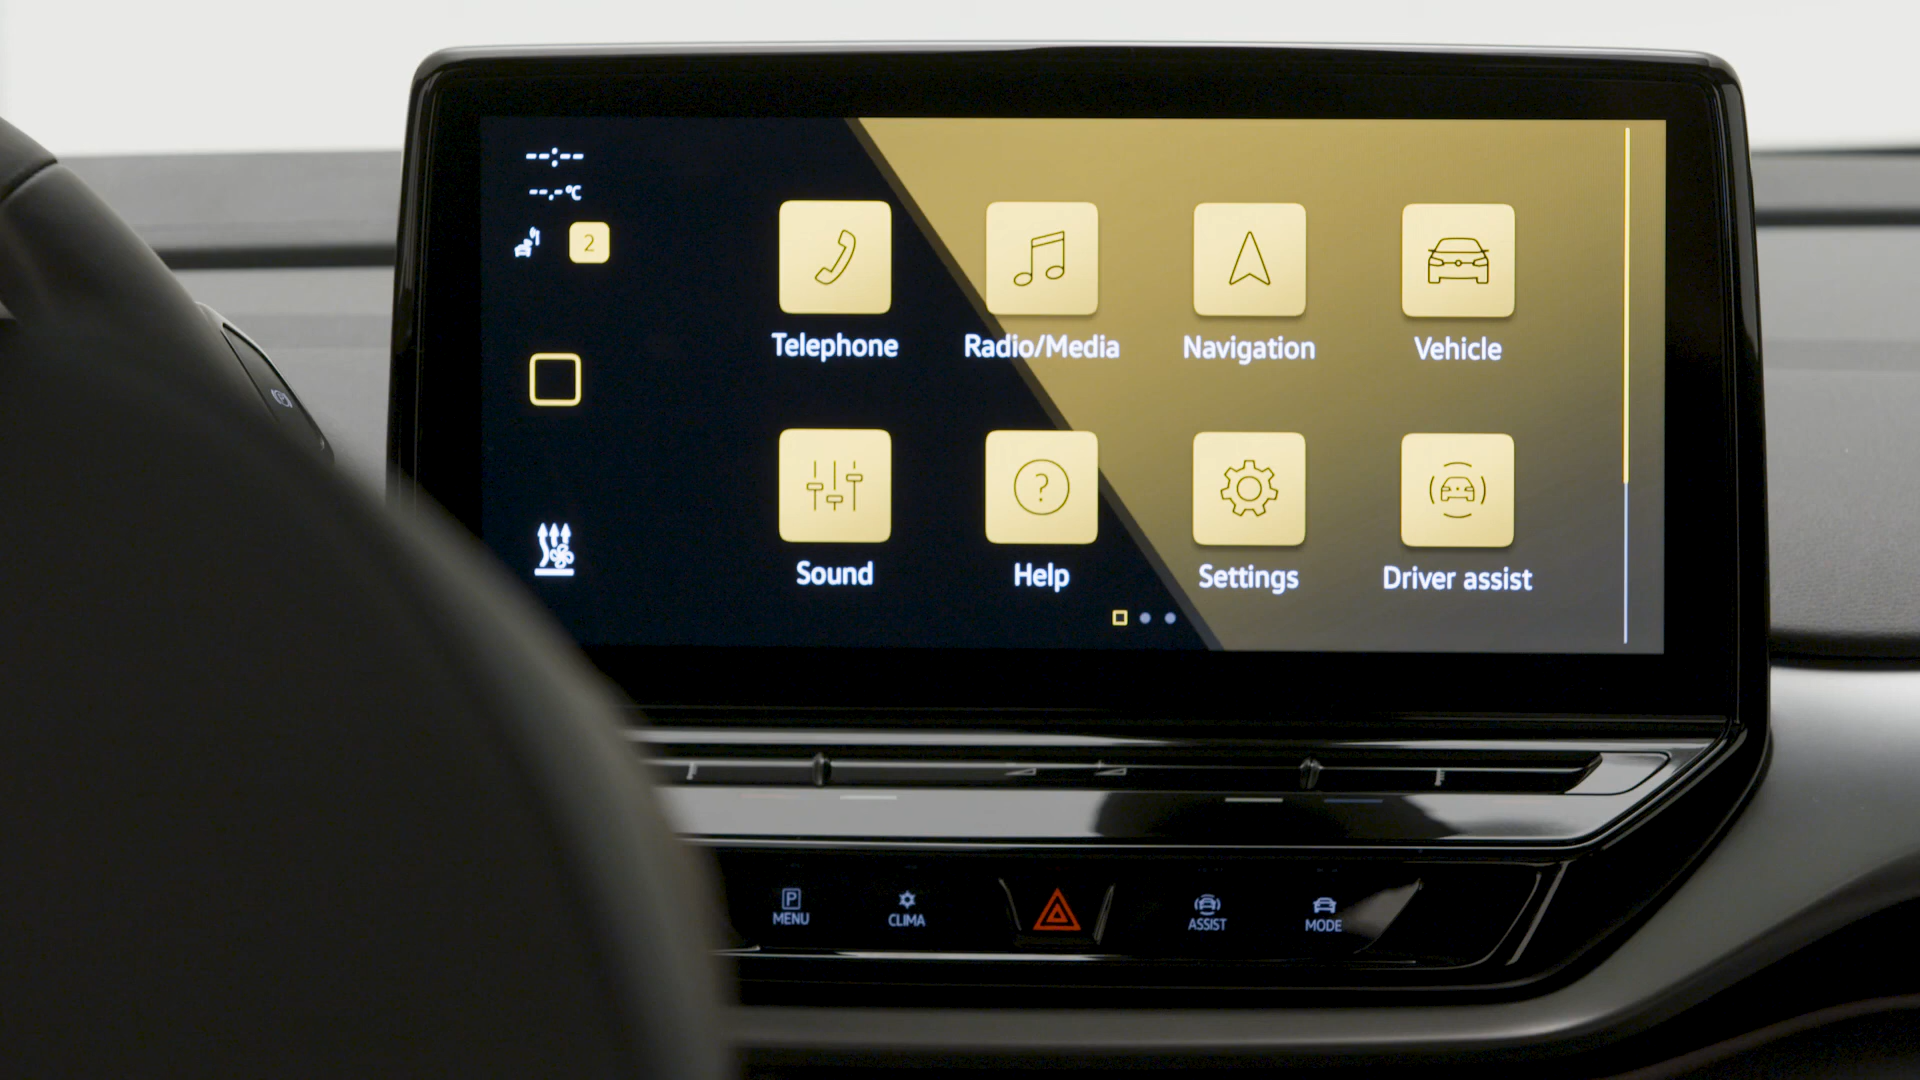 --:--
--.-°C
2
Telephone
Radio/Media
Navigation
Vehicle
Sound
Help
?
Settings
Driver assist
P
MENU
CLIMA
ASSIST
MODE